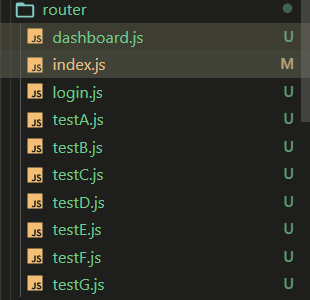 router
JS dashboard.js U
JS index.js M
JS login.js U
JS testA.js U
JS testB.js U
JS testC.js U
JS testD.js U
JS testE.js U
JS testF.js U
JS testG.js U